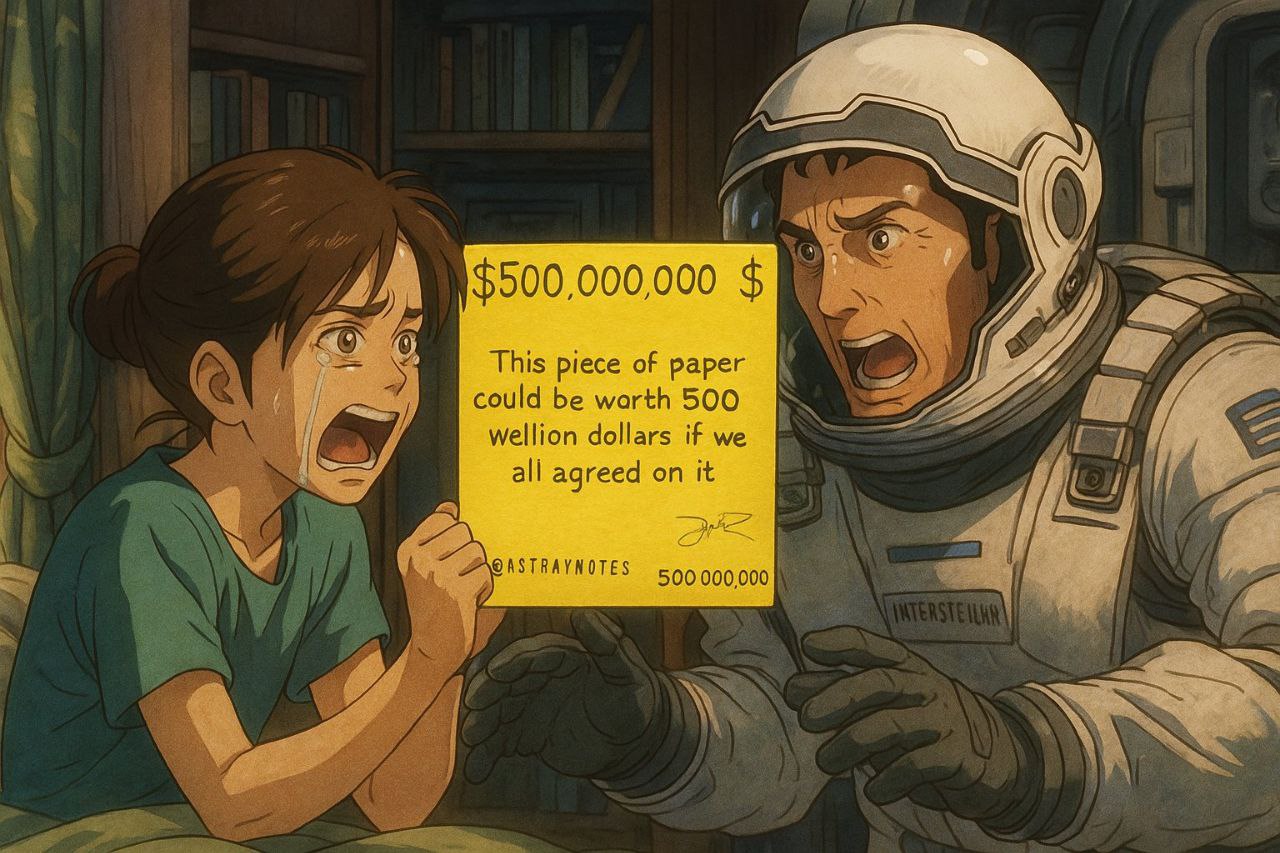 $500,000,000 $
This piece of paper
could be worth 500
wellion dollars if we
all agreed on it
@ASTRAYNOTES
500 000,000
INTERSTEILHR